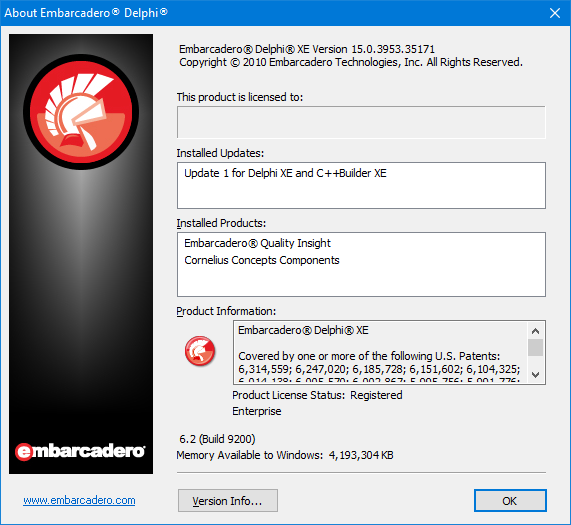 About Embarcadero® Delphi®
Embarcadero® Delphi® XE Version 15.0.3953.35171
Copyright © 2010 Embarcadero Technologies, Inc. All Rights Reserved.
This product is licensed to:
Installed Updates:
Update 1 for Delphi XE and C++Builder XE
Installed Products:
Embarcadero® Quality Insight
Cornelius Concepts Components
Product Information:
Embarcadero® Delphi® XE
Covered by one or more of the following U.S. Patents:
6,314,559; 6,247,020; 6,185,728; 6,151,602; 6,104,325;
Product License Status: Registered
Enterprise
embarcadero
6.2 (Build 9200)
Memory Available to Windows: 4,193,304 KB
www.embarcadero.com
Version Info...
OK